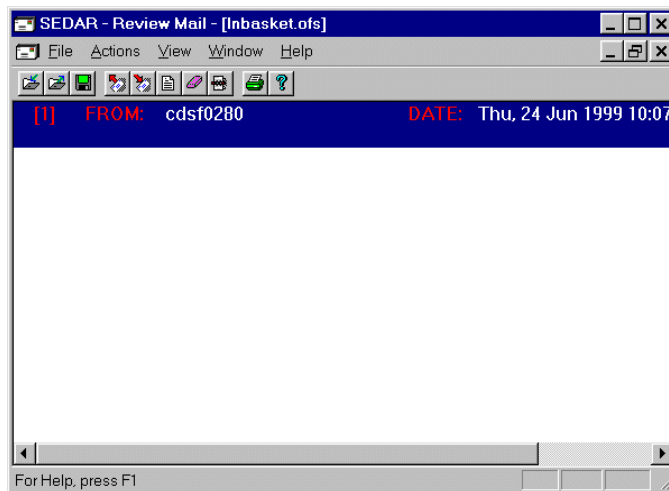 SEDAR - Review Mail - [Inbasket.ofs]
File Actions View Window Help
[1] FROM: cdsf0280 DATE: Thu, 24 Jun 1999 10:07
For Help, press F1